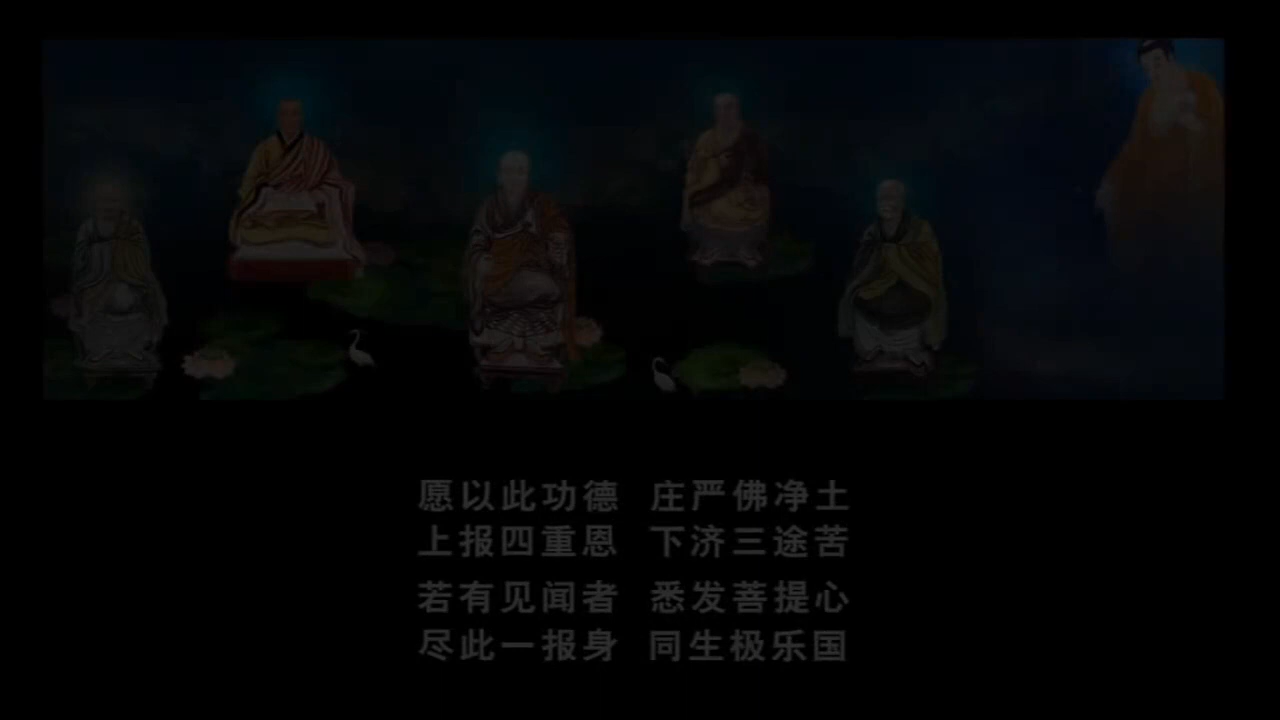 愿以此功德 庄严佛净土
上报四重恩 下济三途苦
若有见闻者 悉发菩提心
尽此一报身 同生极乐国